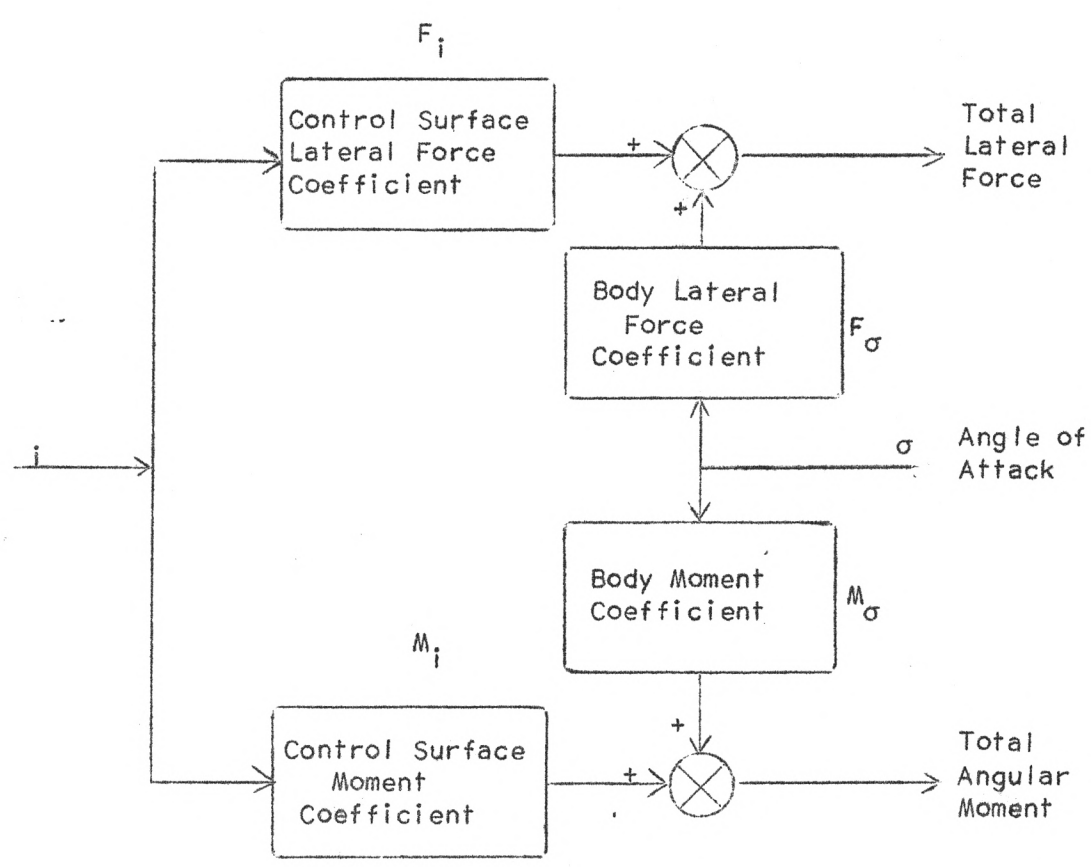 F_i
Control Surface
Lateral Force
Coefficient
+
Total
Lateral
Force
+
Body Lateral
Force
Coefficient
F_σ
i
σ
Angle of
Attack
Body Moment
Coefficient
M_σ
M_i
+
Control Surface
Moment
Coefficient
+
Total
Angular
Moment